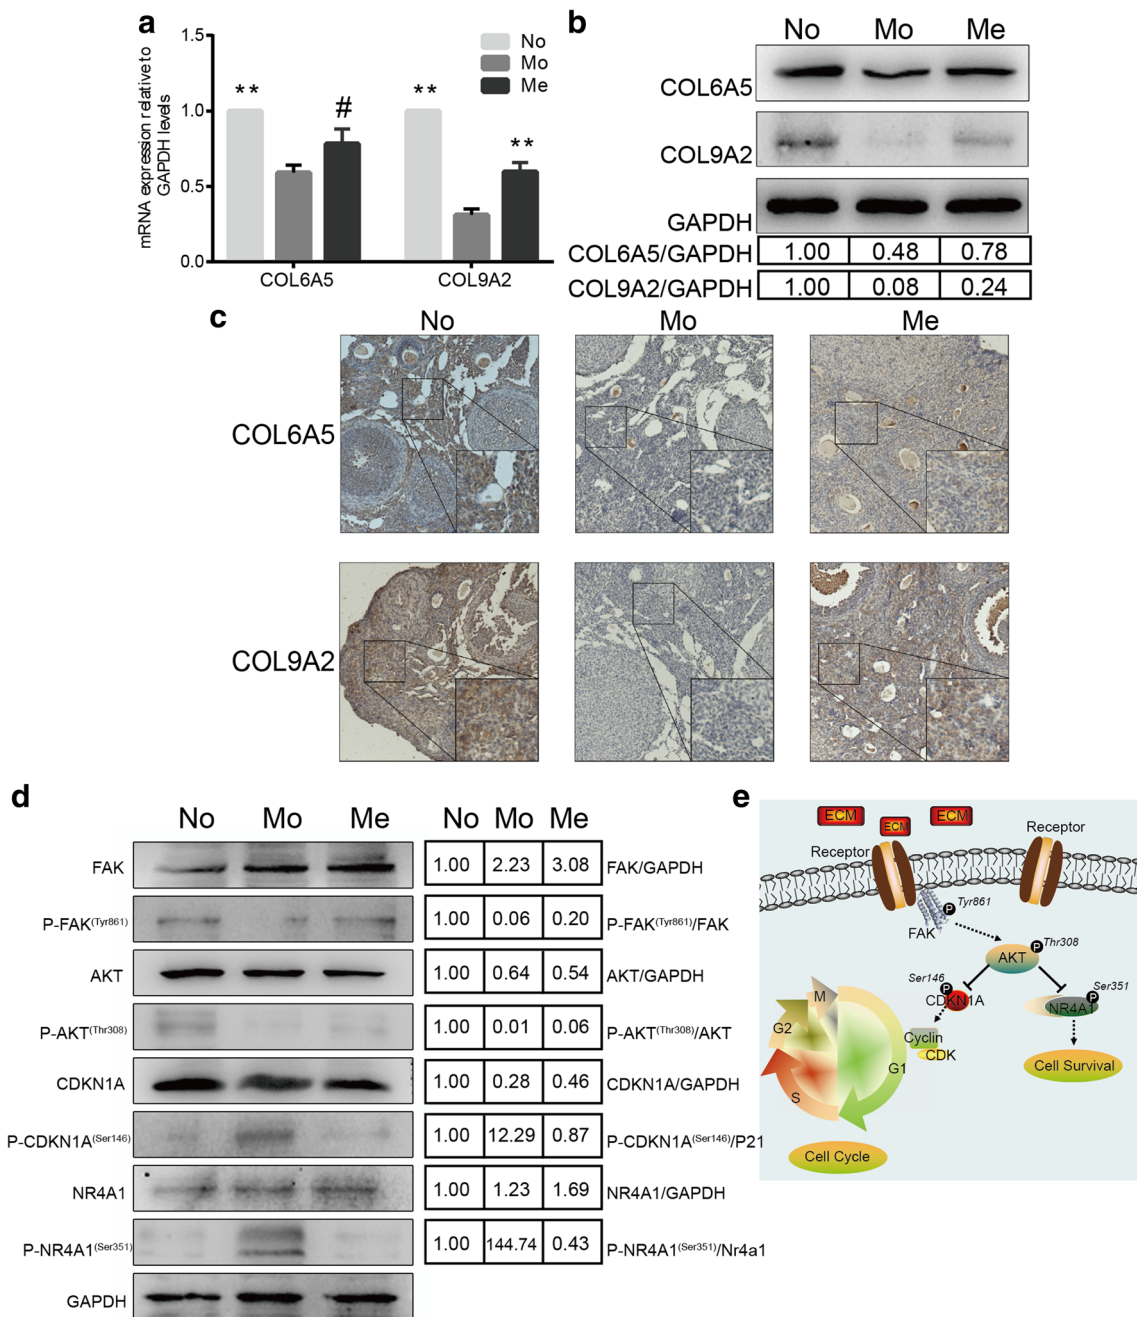 a
mRNA expression relative to
GAPDH levels
1.5
1.0
0.5
0.0
No
Mo
Me
**
#
**
**
COL6A5
COL9A2
b
No Mo Me
COL6A5
COL9A2
GAPDH
COL6A5/GAPDH 1.00 0.48 0.78
COL9A2/GAPDH 1.00 0.08 0.24
c
No Mo Me
COL6A5
COL9A2
d
No Mo Me No Mo Me
FAK 1.00 2.23 3.08 FAK/GAPDH
P-FAK(Tyr861) 1.00 0.06 0.20 P-FAK(Tyr861)/FAK
AKT 1.00 0.64 0.54 AKT/GAPDH
P-AKT(Thr308) 1.00 0.01 0.06 P-AKT(Thr308)/AKT
CDKN1A 1.00 0.28 0.46 CDKN1A/GAPDH
P-CDKN1A(Ser146) 1.00 12.29 0.87 P-CDKN1A(Ser146)/P21
NR4A1 1.00 1.23 1.69 NR4A1/GAPDH
P-NR4A1(Ser351) 1.00 144.74 0.43 P-NR4A1(Ser351)/Nr4a1
GAPDH
e
ECM
ECM
ECM
Receptor
Receptor
P
Tyr861
FAK
P
Thr308
AKT
Ser146
P
CDKN1A
Ser351
P
NR4A1
Cyclin
CDK
M
G2
G1
S
Cell Survival
Cell Cycle